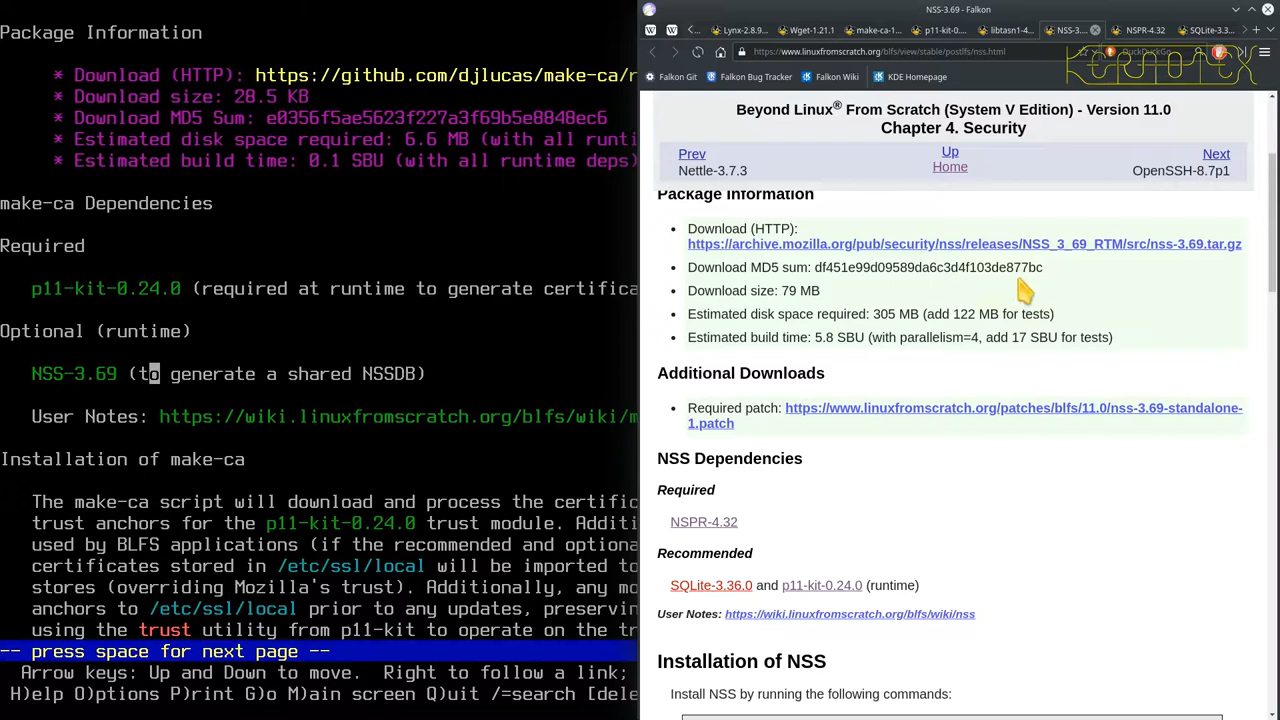 Package Information
* Download (HTTP): https://github.com/djlucas/make-ca/r
* Download size: 28.5 KB
* Download MD5 Sum: e0356f5ae5623f227a3f69b5e8848ec6
* Estimated disk space required: 6.6 MB (with all runti
* Estimated build time: 0.1 SBU (with all runtime deps)
make-ca Dependencies
Required
p11-kit-0.24.0 (required at runtime to generate certifica
Optional (runtime)
NSS-3.69 (to generate a shared NSSDB)
User Notes: https://wiki.linuxfromscratch.org/blfs/wiki/m
Installation of make-ca
The make-ca script will download and process the certific
trust anchors for the p11-kit-0.24.0 trust module. Additi
used by BLFS applications (if the recommended and optiona
certificates stored in /etc/ssl/local will be imported to
stores (overriding Mozilla's trust). Additionally, any mo
anchors to /etc/ssl/local prior to any updates, preservin
using the trust utility from p11-kit to operate on the tr
-- press space for next page --
Arrow keys: Up and Down to move.  Right to follow a link;
H)elp O)ptions P)rint G)o M)ain screen Q)uit /=search [dele
NSS-3.69 - Falkon
Lynx-2.8.9... Wget-1.21.1 make-ca-1... p11-kit-0... libtasn1-4... NSS-3... NSPR-4.32 SQLite-3.3...
https://www.linuxfromscratch.org/blfs/view/stable/postlfs/nss.html DuckDuckGo
Falkon Git Falkon Bug Tracker Falkon Wiki KDE Homepage
Beyond Linux® From Scratch (System V Edition) - Version 11.0
Chapter 4. Security
Prev Up Next
Nettle-3.7.3 Home OpenSSH-8.7p1
Package Information
Download (HTTP):
https://archive.mozilla.org/pub/security/nss/releases/NSS_3_69_RTM/src/nss-3.69.tar.gz
Download MD5 sum: df451e99d09589da6c3d4f103de877bc
Download size: 79 MB
Estimated disk space required: 305 MB (add 122 MB for tests)
Estimated build time: 5.8 SBU (with parallelism=4, add 17 SBU for tests)
Additional Downloads
Required patch: https://www.linuxfromscratch.org/patches/blfs/11.0/nss-3.69-standalone-
1.patch
NSS Dependencies
Required
NSPR-4.32
Recommended
SQLite-3.36.0 and p11-kit-0.24.0 (runtime)
User Notes: https://wiki.linuxfromscratch.org/blfs/wiki/nss
Installation of NSS
Install NSS by running the following commands: